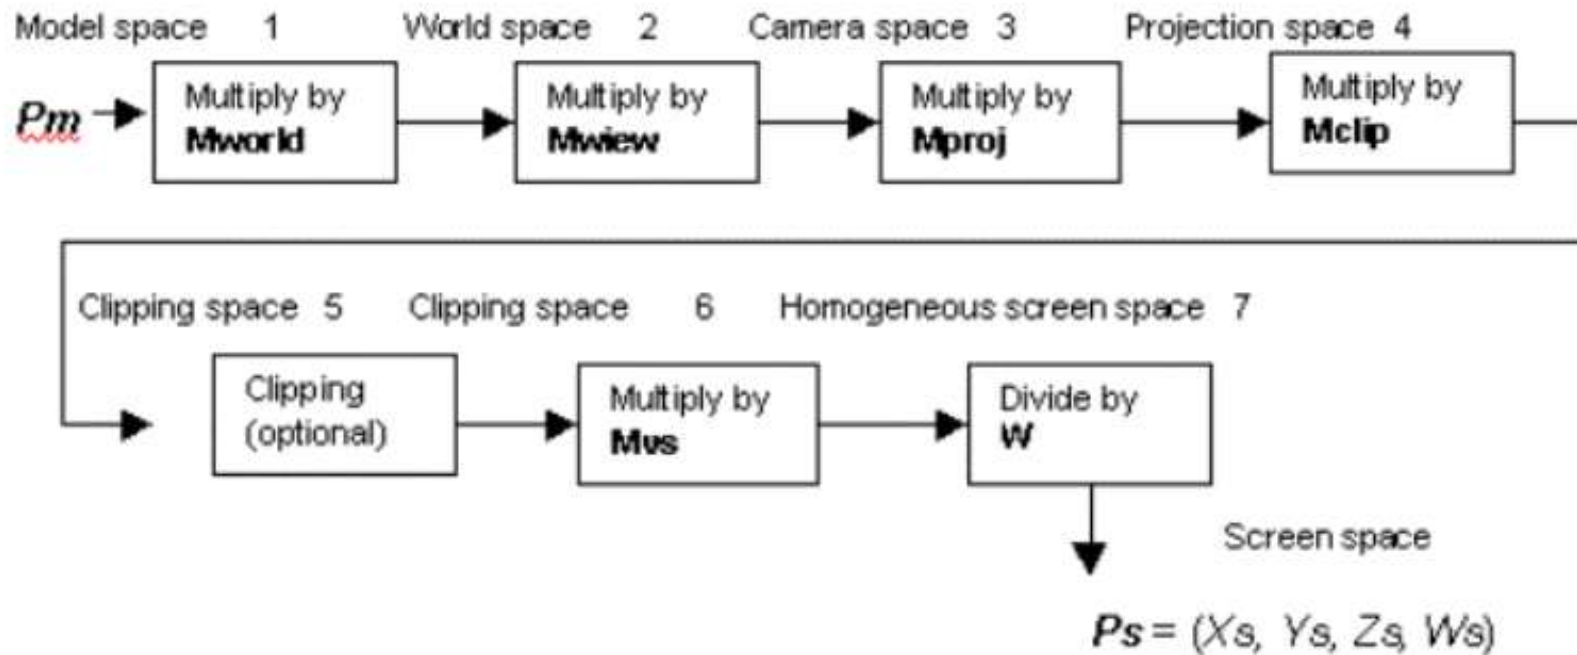 Model space 1 World space 2 Camera space 3 Projection space 4
Pm
Multiply by
Mworld
Multiply by
Mwiew
Multiply by
Mproj
Multiply by
Mclip
Clipping space 5 Clipping space 6 Homogeneous screen space 7
Clipping
(optional)
Multiply by
Mvs
Divide by
W
Screen space
Ps = (Xs, Ys, Zs, Ws)